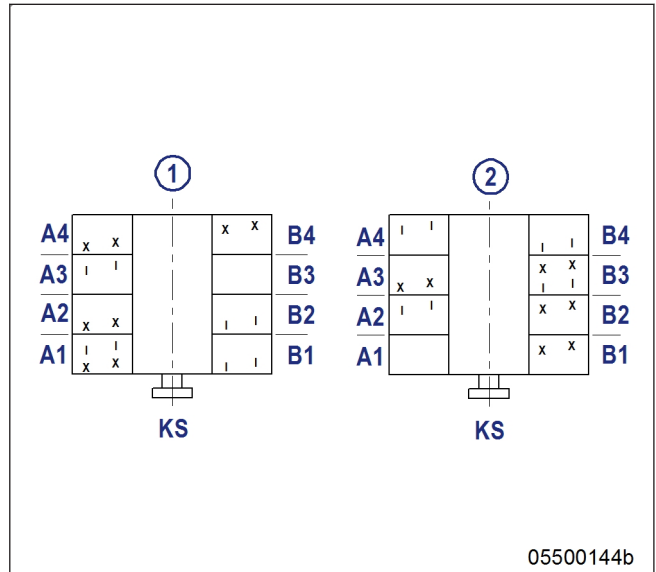 1
A4 x x x x B4
A3 I I B3
A2 x x I I B2
A1 I I x x I I B1
KS
2
A4 I I I I B4
A3 x x x x I I B3
A2 I I x x B2
A1 x x B1
KS
05500144b